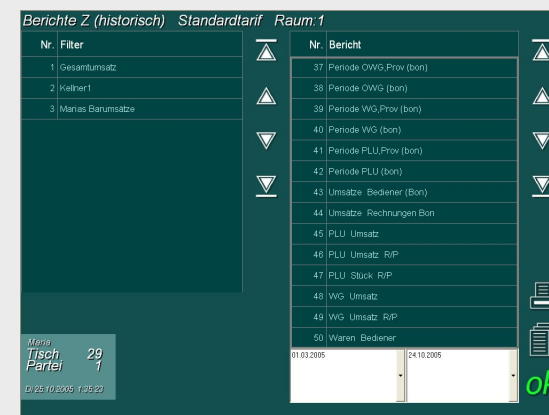 Berichte Z (historisch) Standardtarif Raum:1
Nr. Filter
1 Gesamtumsatz
2 Kellner1
3 Marias Barumsätze
Nr. Bericht
37 Periode OWG,Prov (bon)
38 Periode OWG (bon)
39 Periode WG,Prov (bon)
40 Periode WG (bon)
41 Periode PLU,Prov (bon)
42 Periode PLU (bon)
43 Umsätze Bediener (Bon)
44 Umsätze Rechnungen Bon
45 PLU Umsatz
46 PLU Umsatz R/P
47 PLU Stück R/P
48 WG Umsatz
49 WG Umsatz R/P
50 Waren Bediener
01.03.2005 24.10.2005
Maria
Tisch 29
Partei 1
Di 25.10.2005 1:35:23